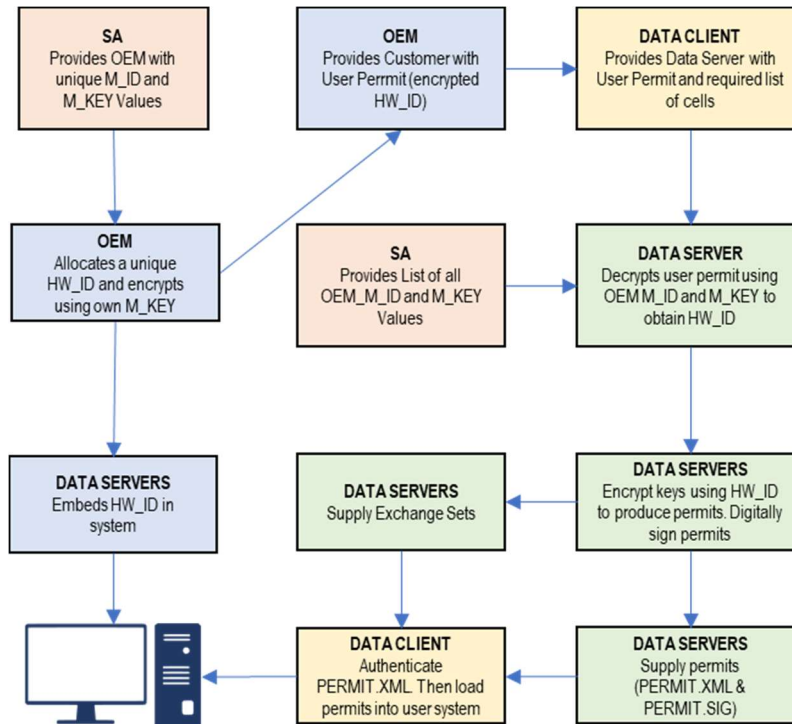 SA
Provides OEM with
unique M_ID and
M_KEY Values
OEM
Provides Customer with
User Perrmit (encrypted
HW_ID)
DATA CLIENT
Provides Data Server with
User Permit and required list
of cells
OEM
Allocates a unique
HW_ID and encrypts
using own M_KEY
SA
Provides List of all
OEM_M_ID and M_KEY
Values
DATA SERVER
Decrypts user permit using
OEM M_ID and M_KEY to
obtain HW_ID
DATA SERVERS
Embeds HW_ID in
system
DATA SERVERS
Supply Exchange Sets
DATA SERVERS
Encrypt keys using HW_ID
to produce permits. Digitally
sign permits
DATA CLIENT
Authenticate
PERMIT.XML. Then load
permits into user system
DATA SERVERS
Supply permits
(PERMIT.XML &
PERMIT.SIG)